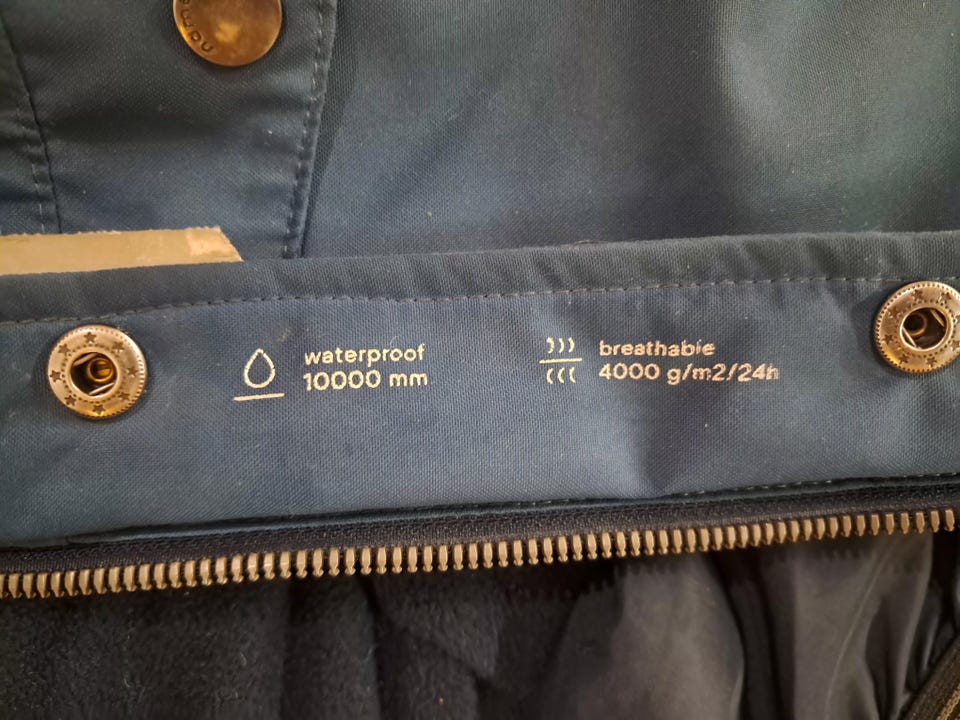 waterproof
10000 mm
breathable
4000 g/m2/24h